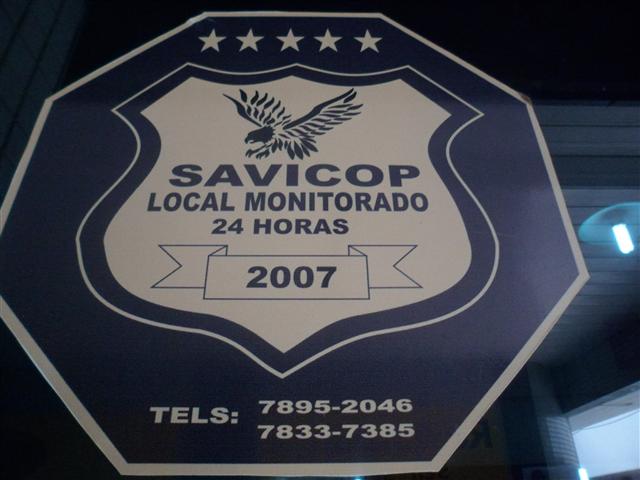 SAVICOP
LOCAL MONITORADO
24 HORAS
2007
TELS: 7895-2046
7833-7385